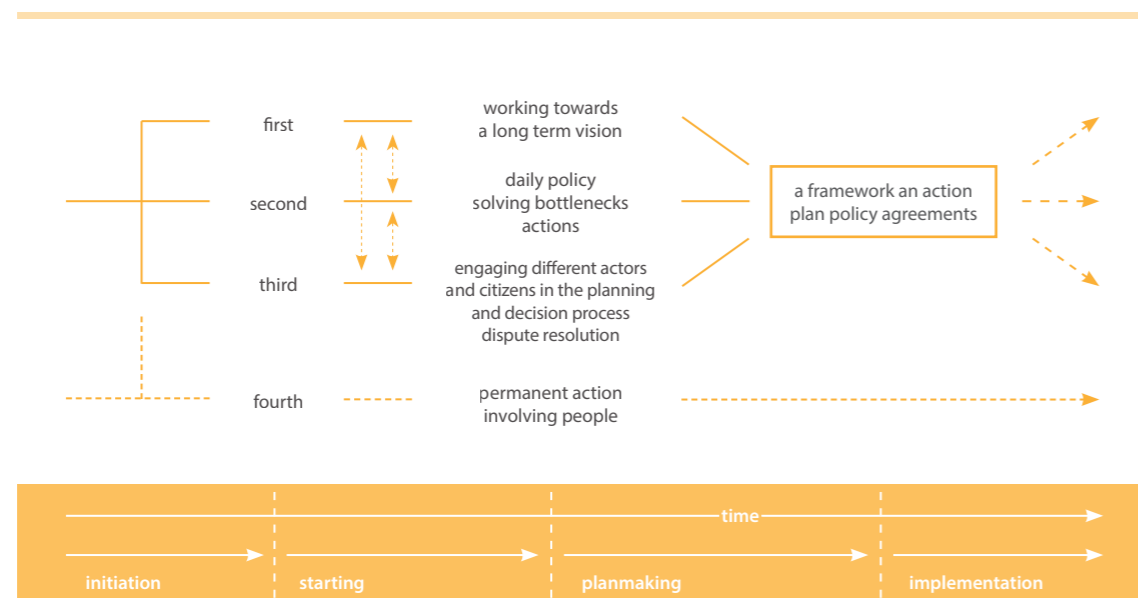 first
working towards
a long term vision
second
daily policy
solving bottlenecks
actions
third
engaging different actors
and citizens in the planning
and decision process
dispute resolution
a framework an action
plan policy agreements
fourth
permanent action
involving people
time
initiation
starting
planmaking
implementation